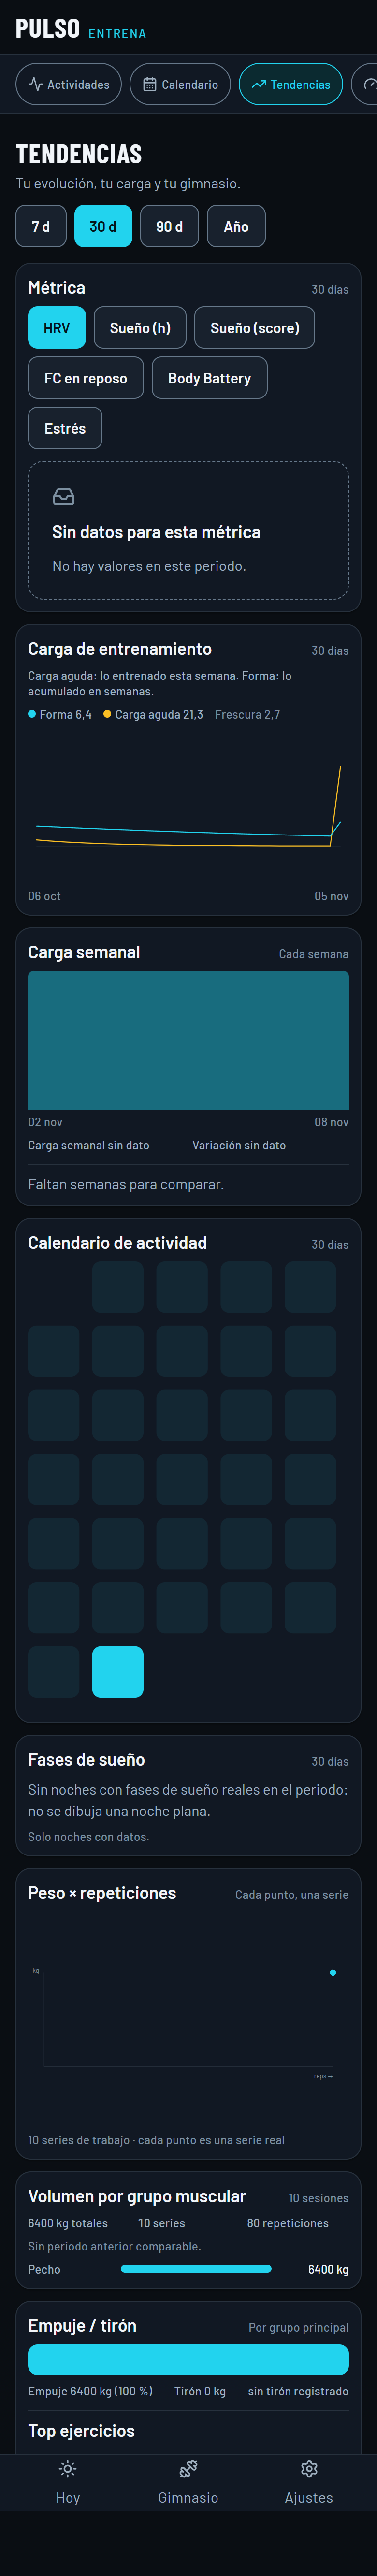 PULSO ENTRENA
Actividades
Calendario
Tendencias
TENDENCIAS
Tu evolución, tu carga y tu gimnasio.
7 d
30 d
90 d
Año
Métrica
30 días
HRV
Sueño (h)
Sueño (score)
FC en reposo
Body Battery
Estrés
Sin datos para esta métrica
No hay valores en este periodo.
Carga de entrenamiento
30 días
Carga aguda: lo entrenado esta semana. Forma: lo
acumulado en semanas.
Forma 6,4
Carga aguda 21,3
Frescura 2,7
06 oct
05 nov
Carga semanal
Cada semana
02 nov
08 nov
Carga semanal sin dato
Variación sin dato
Faltan semanas para comparar.
Calendario de actividad
30 días
Fases de sueño
30 días
Sin noches con fases de sueño reales en el periodo:
no se dibuja una noche plana.
Solo noches con datos.
Peso × repeticiones
Cada punto, una serie
kg
reps→
10 series de trabajo · cada punto es una serie real
Volumen por grupo muscular
10 sesiones
6400 kg totales
10 series
80 repeticiones
Sin periodo anterior comparable.
Pecho
6400 kg
Empuje / tirón
Por grupo principal
Empuje 6400 kg (100 %)
Tirón 0 kg
sin tirón registrado
Top ejercicios
Hoy
Gimnasio
Ajustes